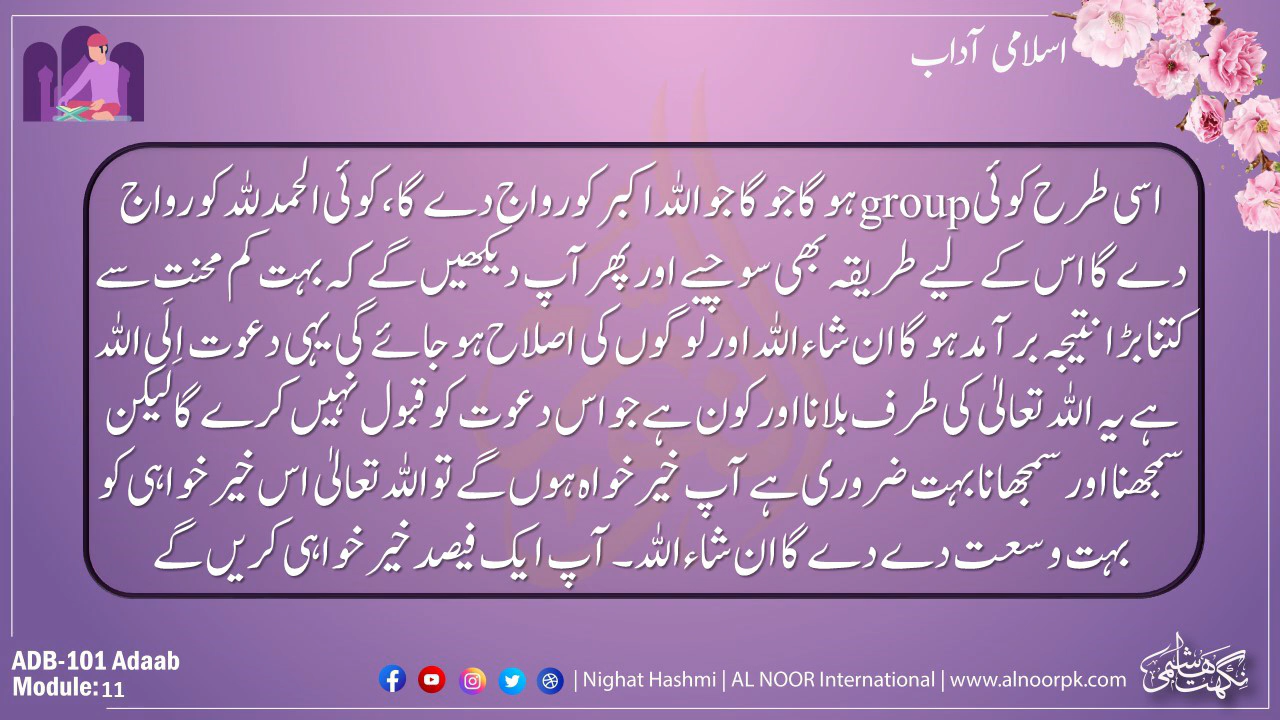 اسلامی آداب
اسی طرح کوئی group ہو گا جو گا جو اللہ اکبر کو رواج دے گا، کوئی الحمد للہ کو رواج
دے گا اس کے لیے طریقہ بھی سوچیے اور پھر آپ دیکھیں گے کہ بہت کم محنت سے
کتنا بڑا نتیجہ برآمد ہو گا ان شاء اللہ اور لوگوں کی اصلاح ہو جائے گی یہی دعوت اِلَی اللہ
ہے یہ اللہ تعالیٰ کی طرف بلانا اور کون ہے جو اس دعوت کو قبول نہیں کرے گا لیکن
سمجھنا اور سمجھانا بہت ضروری ہے آپ خیر خواہ ہوں گے تو اللہ تعالیٰ اس خیر خواہی کو
بہت وسعت دے دے گا ان شاء اللہ۔ آپ ایک فیصد خیر خواہی کریں گے
ADB-101 Adaab
Module:11
| Nighat Hashmi | AL NOOR International | www.alnoorpk.com
نگہت ہاشمی